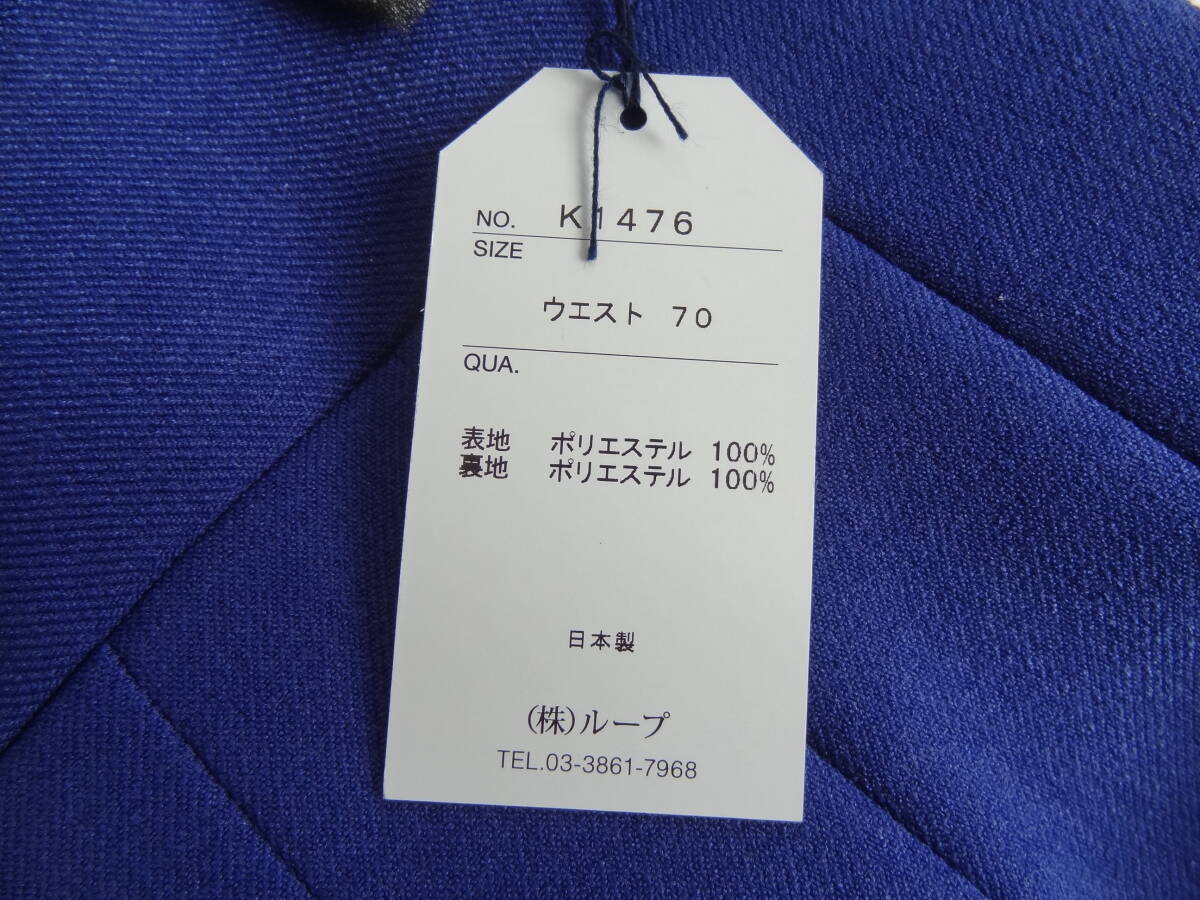 NO. K1476
SIZE
ウエスト 70
QUA.
表地 ポリエステル 100%
裏地 ポリエステル 100%
日本製
(株)ループ
TEL.03-3861-7968